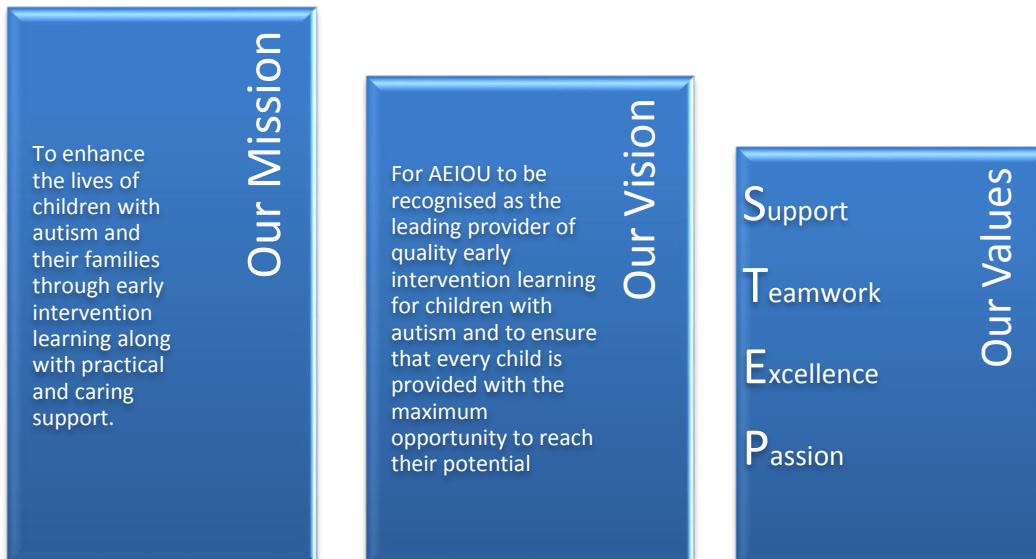 Our Mission
To enhance
the lives of
children with
autism and
their families
through early
intervention
learning along
with practical
and caring
support.
Our Vision
For AEIOU to be
recognised as the
leading provider of
quality early
intervention learning
for children with
autism and to ensure
that every child is
provided with the
maximum
opportunity to reach
their potential
Our Values
Support
Teamwork
Excellence
Passion